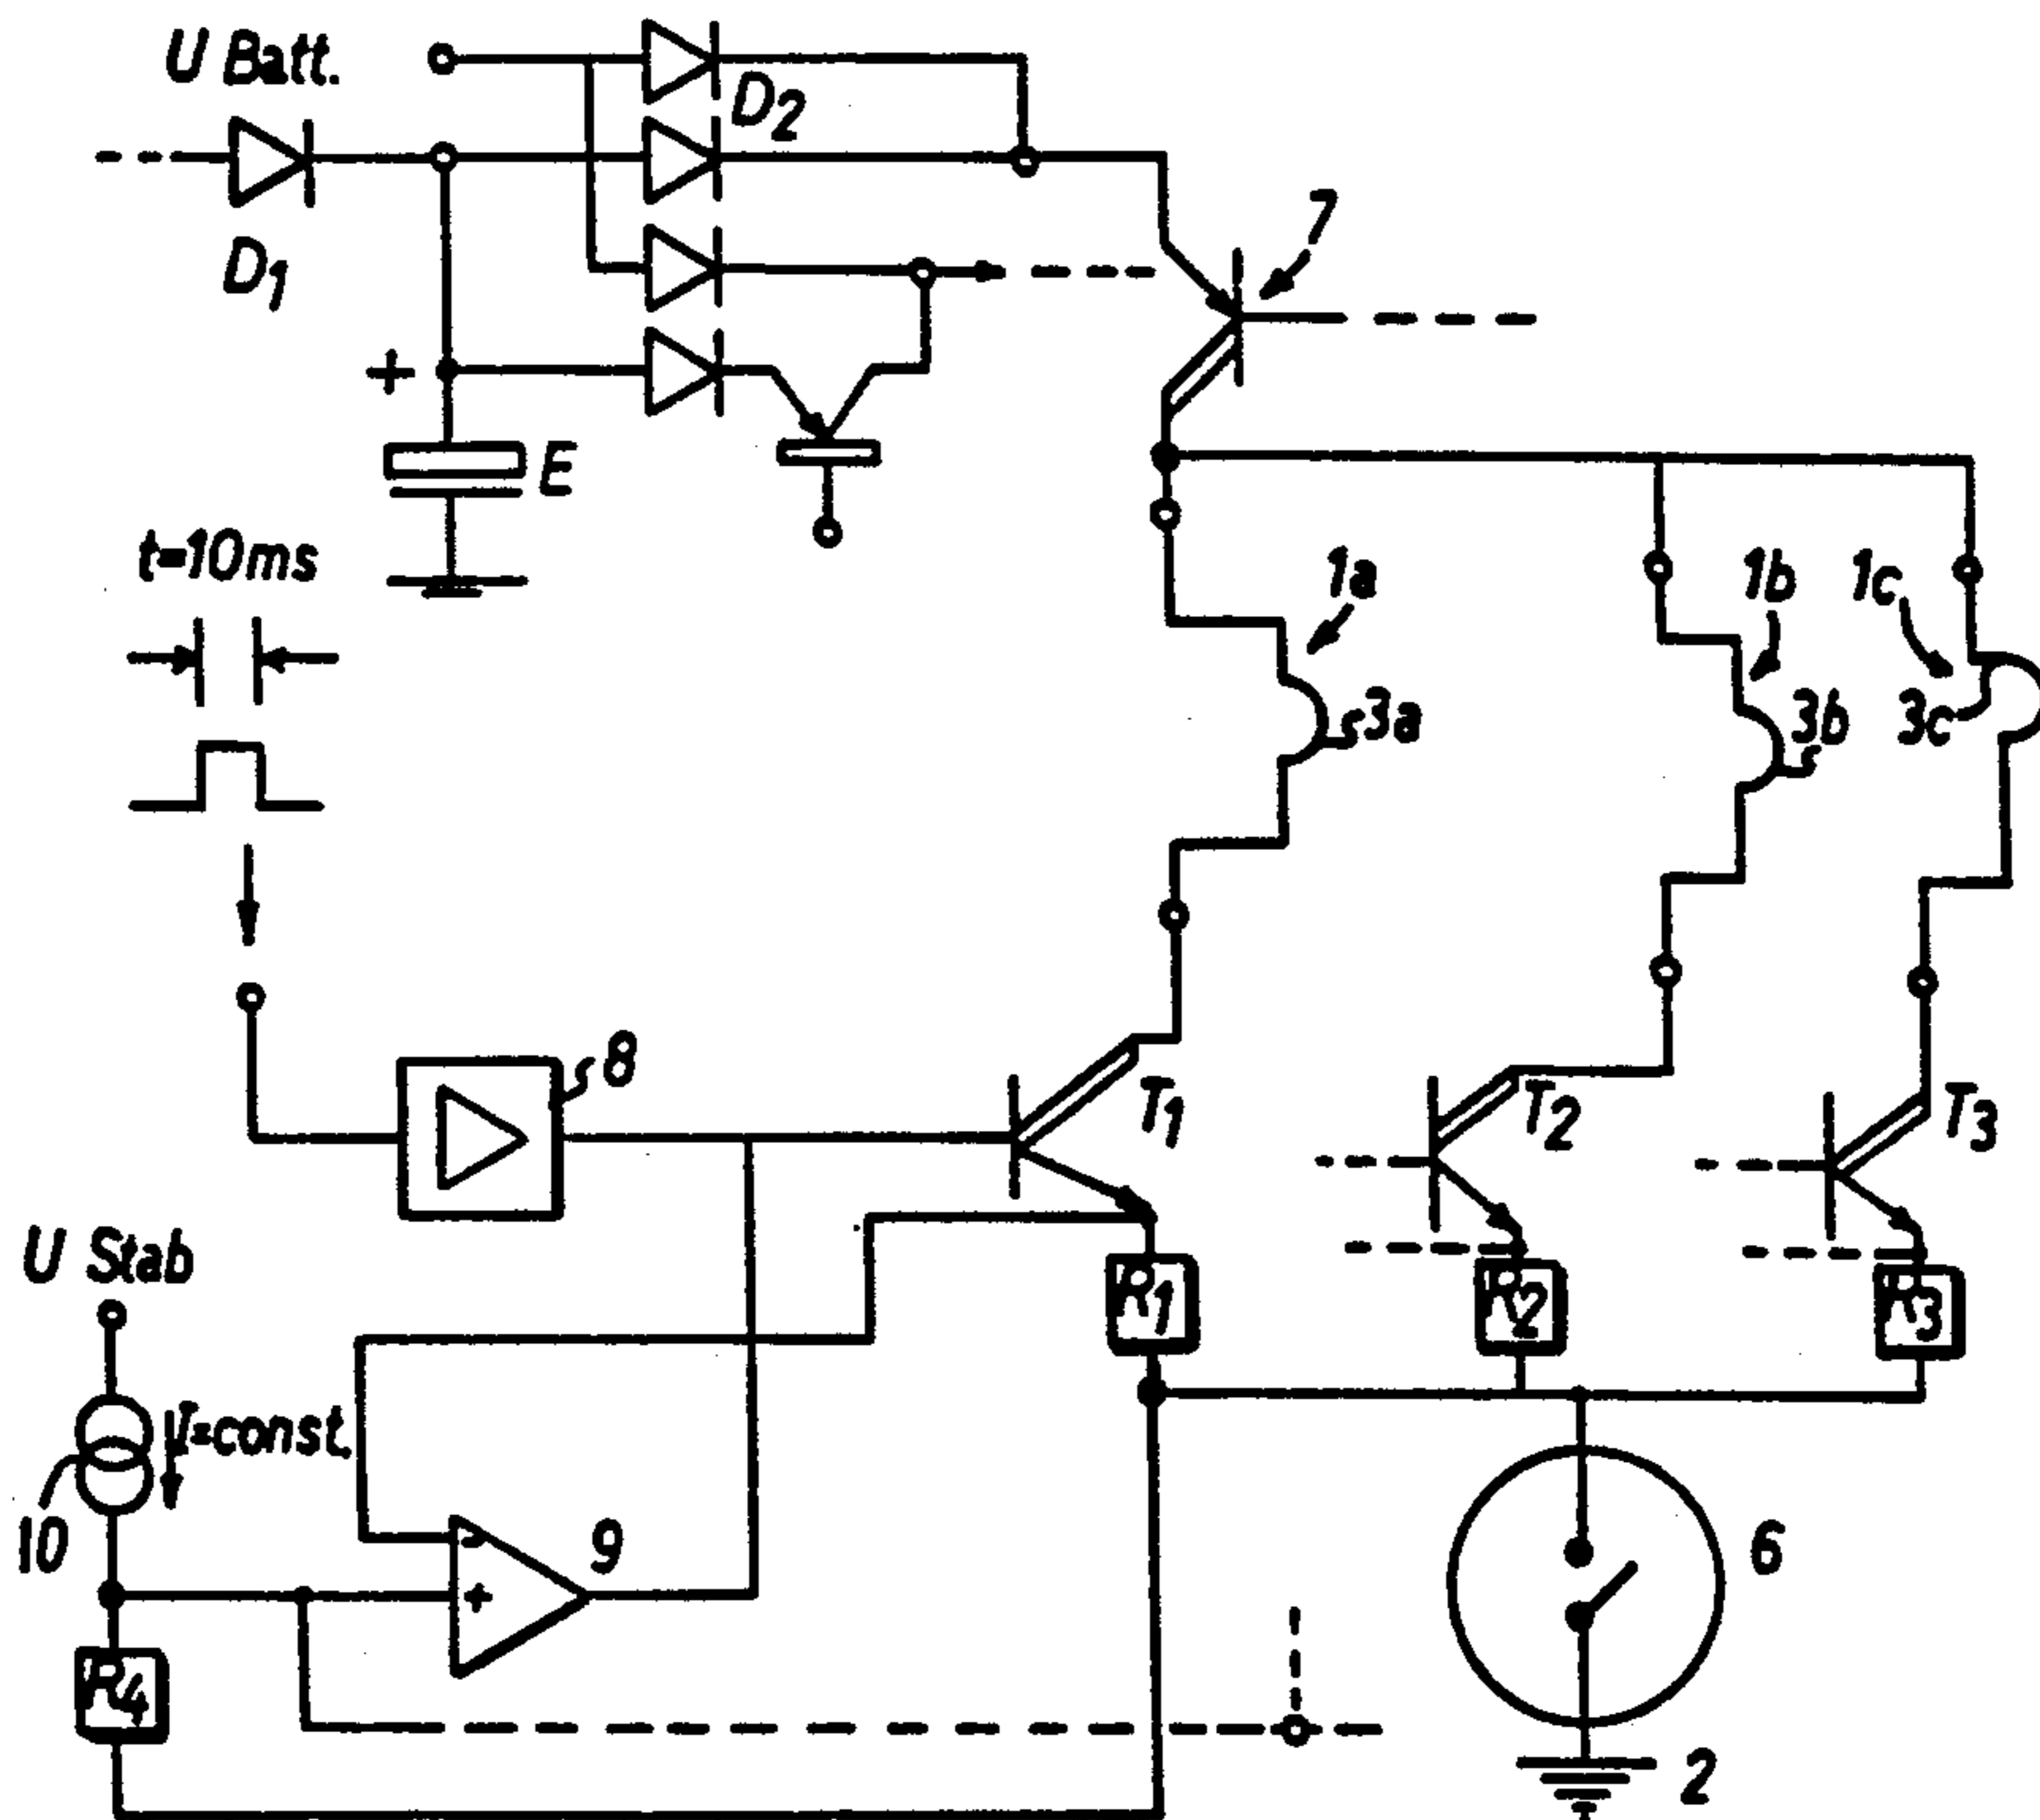 U Batt.
D2
D1
7
+
E
t=10ms
1a
1b
1c
3a
3b
3c
8
T1
T2
T3
U Stab
R1
R2
R3
I=const.
10
-
9
+
6
R4
2